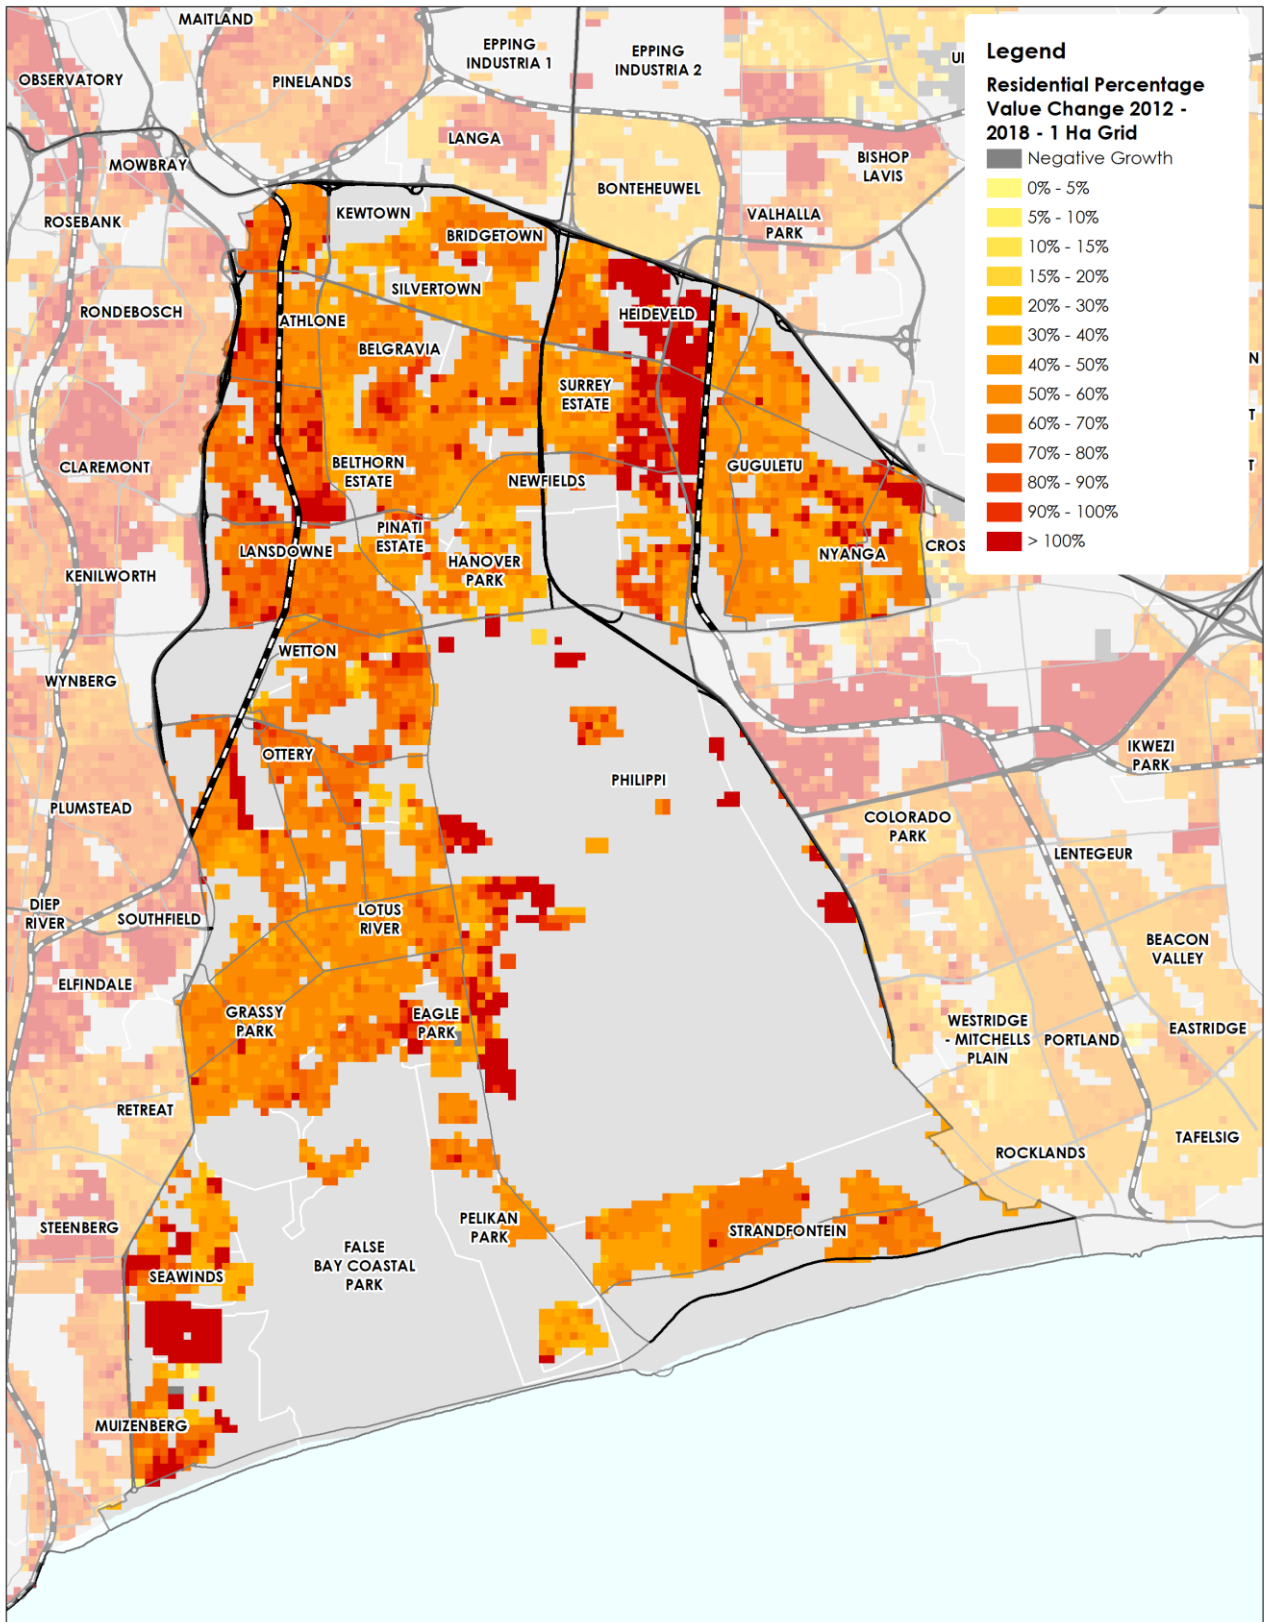 MAITLAND
EPPING
INDUSTRIA 1
EPPING
INDUSTRIA 2
OBSERVATORY
PINELANDS
Legend
Residential Percentage
Value Change 2012 -
2018 - 1 Ha Grid
Negative Growth
0% - 5%
5% - 10%
10% - 15%
15% - 20%
20% - 30%
30% - 40%
40% - 50%
50% - 60%
60% - 70%
70% - 80%
80% - 90%
90% - 100%
> 100%
LANGA
MOWBRAY
BISHOP
LAVIS
BONTEHEUWEL
ROSEBANK
KEWTOWN
VALHALLA
PARK
BRIDGETOWN
SILVERTOWN
RONDEBOSCH
ATHLONE
HEIDEVELD
BELGRAVIA
SURREY
ESTATE
CLAREMONT
BELTHORN
ESTATE
NEWFIELDS
GUGULETU
PINATI
ESTATE
LANSDOWNE
HANOVER
PARK
NYANGA
CROS
KENILWORTH
WETTON
WYNBERG
OTTERY
PHILIPPI
IKWEZI
PARK
PLUMSTEAD
COLORADO
PARK
LENTEGEUR
DIEP
RIVER
SOUTHFIELD
LOTUS
RIVER
BEACON
VALLEY
ELFINDALE
GRASSY
PARK
EAGLE
PARK
WESTRIDGE
- MITCHELLS
PLAIN
PORTLAND
EASTRIDGE
RETREAT
TAFELSIG
ROCKLANDS
STEENBERG
PELIKAN
PARK
STRANDFONTEIN
FALSE
BAY COASTAL
PARK
SEAWINDS
MUIZENBERG